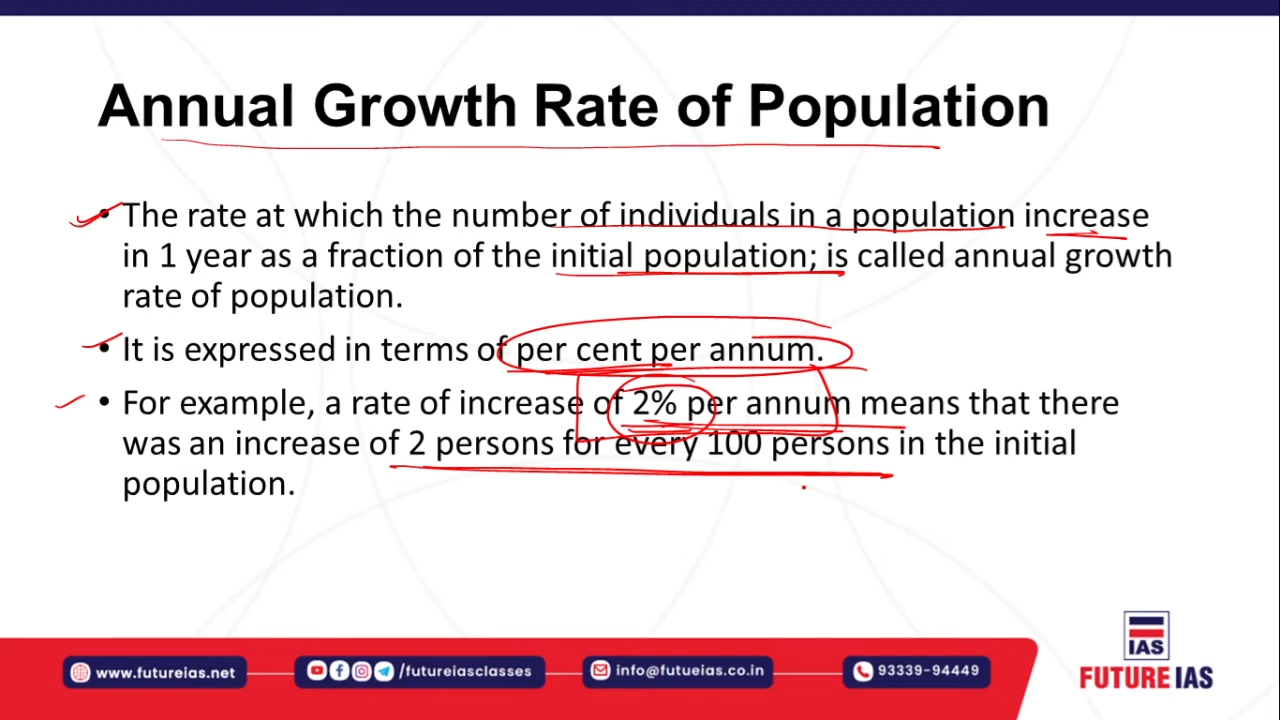 Annual Growth Rate of Population
• The rate at which the number of individuals in a population increase
in 1 year as a fraction of the initial population; is called annual growth
rate of population.
• It is expressed in terms of per cent per annum.
• For example, a rate of increase of 2% per annum means that there
was an increase of 2 persons for every 100 persons in the initial
population.
www.futureias.net
/futureiasclasses
info@futueias.co.in
93339-94449
IAS
FUTURE IAS